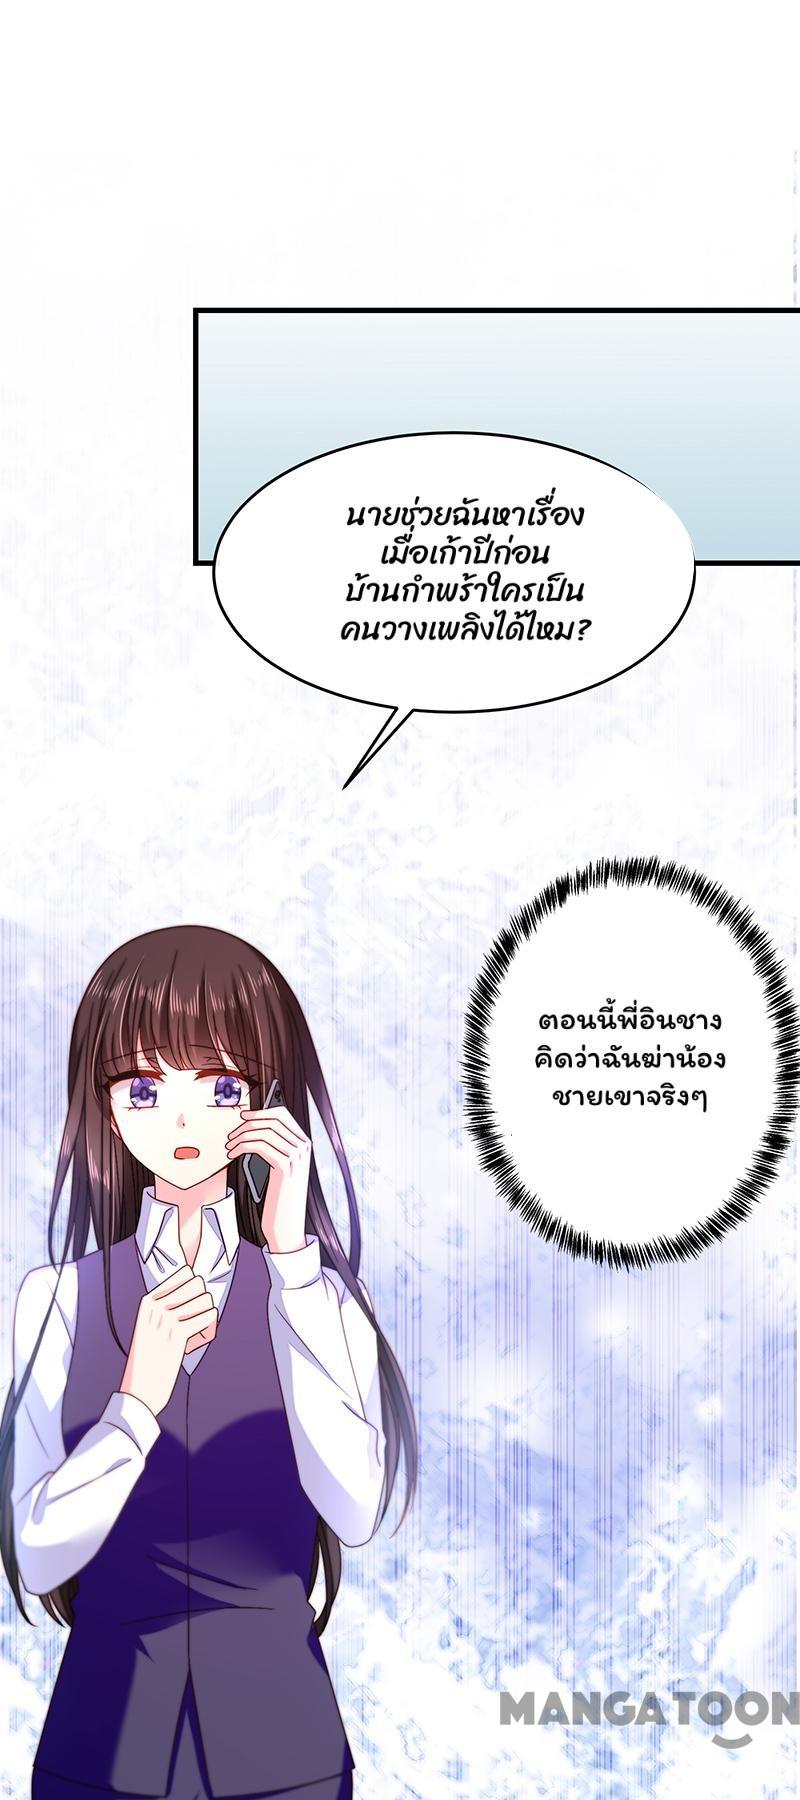 นายช่วยฉันหาเรื่อง
เมื่อเก้าปีก่อน
บ้านกำพร้าใครเป็น
คนวางเพลิงได้ไหม?
ตอนนี้พี่อินชาง
คิดว่าฉันฆ่าน้อง
ชายเขาจริงๆ
MANGATOON